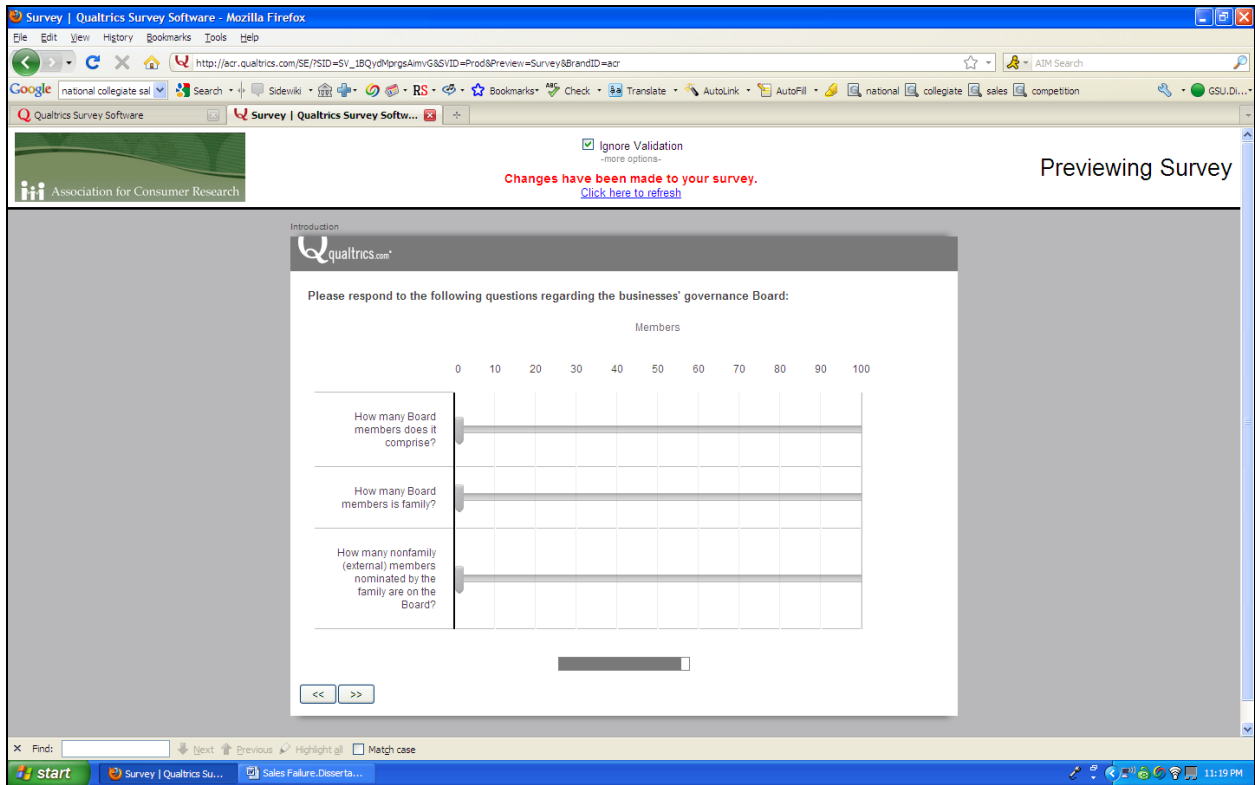 Survey | Qualtrics Survey Software - Mozilla Firefox
File Edit View History Bookmarks Tools Help
http://acr.qualtrics.com/SE/?SID=SV_1BQydMprgsAimvG&SVID=Prod&Preview=Survey&BrandID=acr AIM Search
Google national collegiate sal Search Sidewiki RS Bookmarks Check Translate AutoLink AutoFill national collegiate sales competition GSU.Di...
Qualtrics Survey Software Survey | Qualtrics Survey Softw...
Ignore Validation
-more options-
Changes have been made to your survey.
Click here to refresh
Previewing Survey
Association for Consumer Research
Introduction
qualtrics.com
Please respond to the following questions regarding the businesses' governance Board:
Members
0 10 20 30 40 50 60 70 80 90 100
How many Board
members does it
comprise?
How many Board
members is family?
How many nonfamily
(external) members
nominated by the
family are on the
Board?
<< >>
x Find: Next Previous Highlight all Match case
start Survey | Qualtrics Su... Sales Failure.Disserta... 11:19 PM